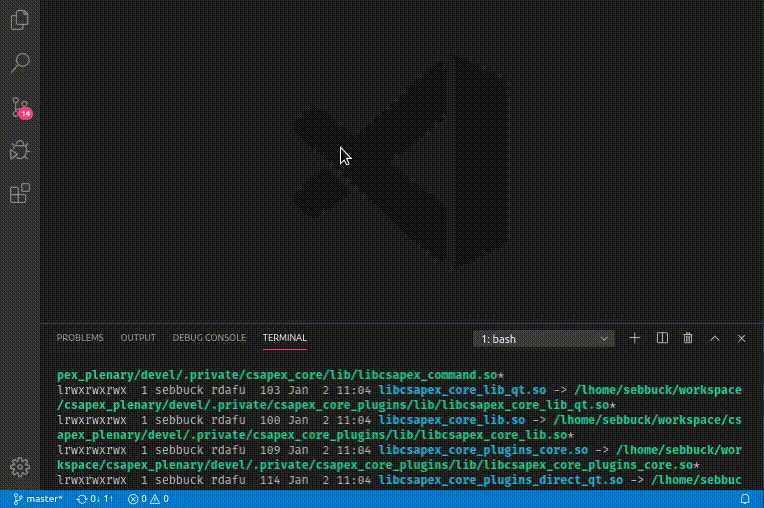 14
PROBLEMS OUTPUT DEBUG CONSOLE TERMINAL 1: bash
pex_plenary/devel/.private/csapex_core/lib/libcsapex_command.so*
lrwxrwxrwx 1 sebbuck rdafu 103 Jan 2 11:04 libcsapex_core_lib_qt.so -> /lhome/sebbuck/workspace
/csapex_plenary/devel/.private/csapex_core_plugins/lib/libcsapex_core_lib_qt.so*
lrwxrwxrwx 1 sebbuck rdafu 100 Jan 2 11:04 libcsapex_core_lib.so -> /lhome/sebbuck/workspace/cs
apex_plenary/devel/.private/csapex_core_plugins/lib/libcsapex_core_lib.so*
lrwxrwxrwx 1 sebbuck rdafu 109 Jan 2 11:04 libcsapex_core_plugins_core.so -> /lhome/sebbuck/wor
kspace/csapex_plenary/devel/.private/csapex_core_plugins/lib/libcsapex_core_plugins_core.so*
lrwxrwxrwx 1 sebbuck rdafu 114 Jan 2 11:04 libcsapex_core_plugins_direct_qt.so -> /lhome/sebbuc
master* 0↓ 1↑ 0 0